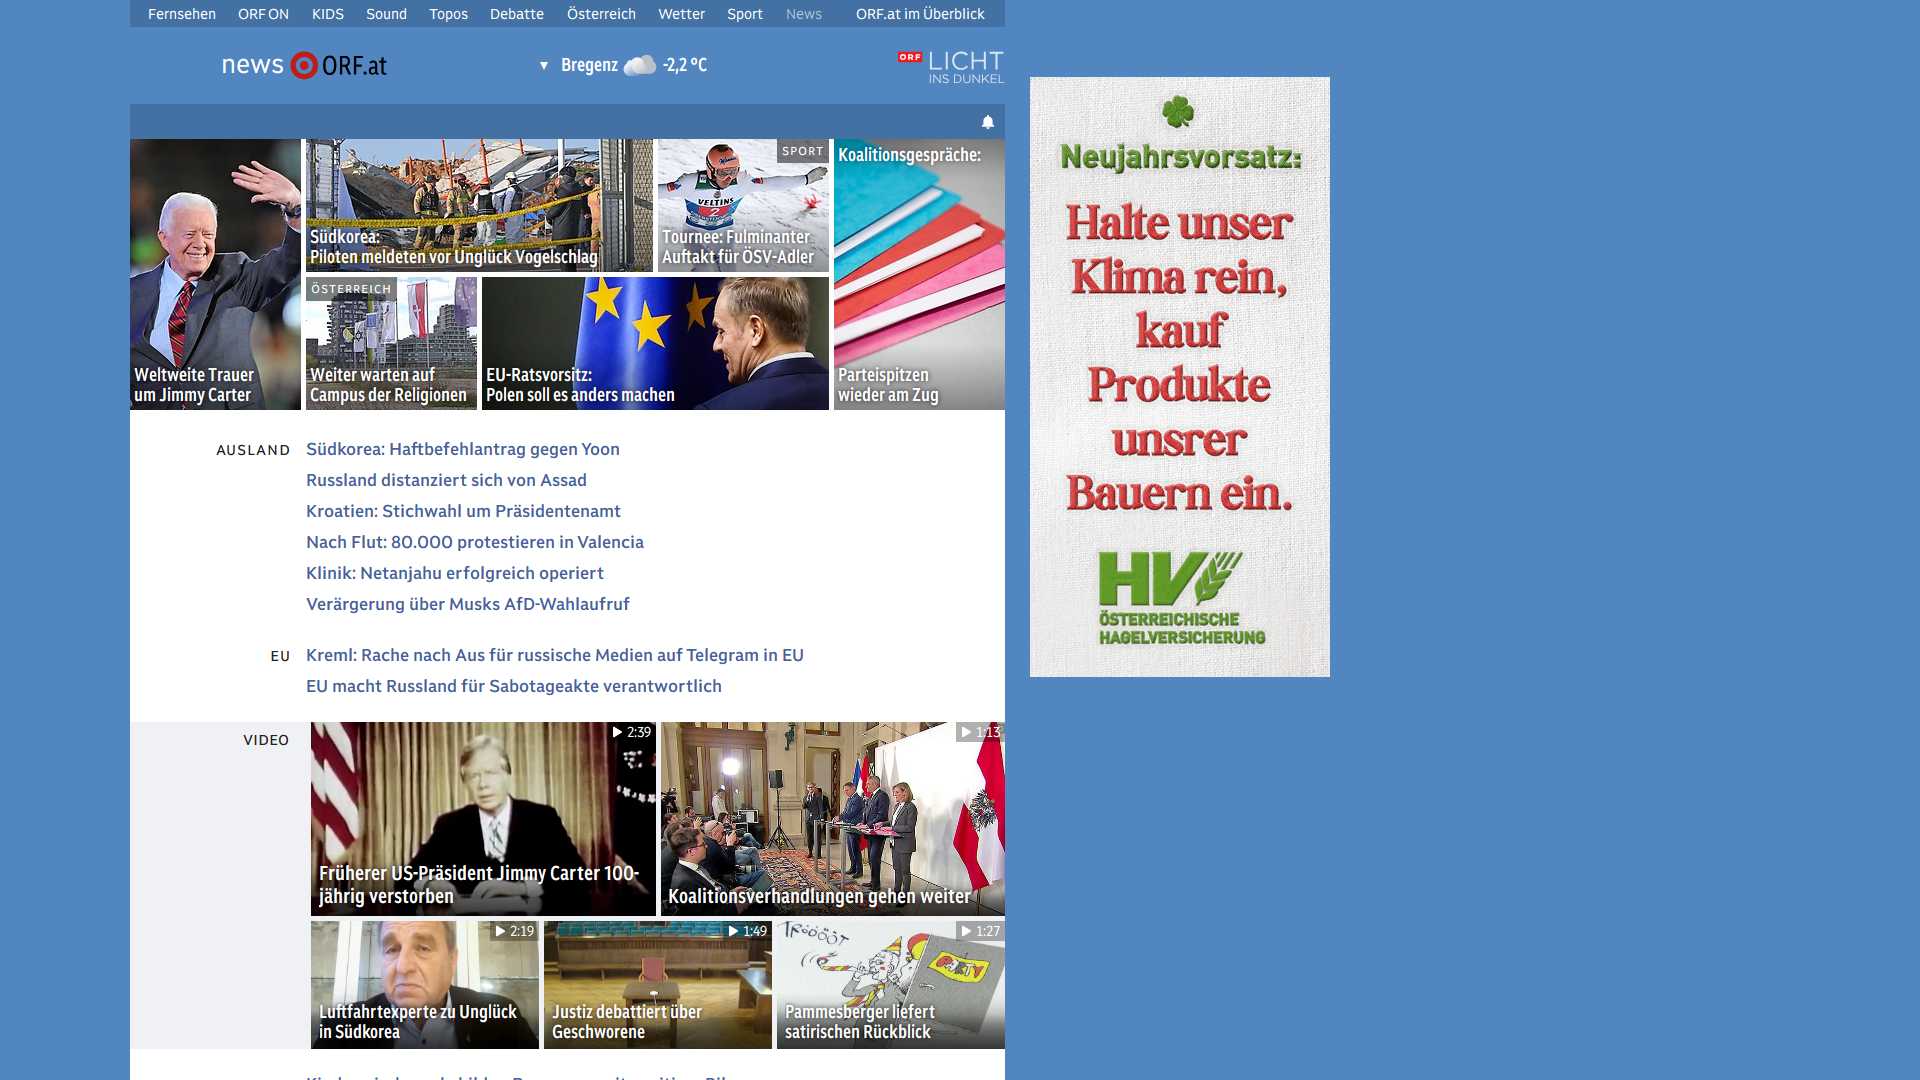 Fernsehen ORF ON KIDS Sound Topos Debatte Österreich Wetter Sport News ORF.at im Überblick
news ORF.at
▼ Bregenz -2,2 °C
ORF LICHT
INS DUNKEL
Weltweite Trauer
um Jimmy Carter
Südkorea:
Piloten meldeten vor Unglück Vogelschlag
SPORT
VELTINS
2
Tournee: Fulminanter
Auftakt für ÖSV-Adler
Koalitionsgespräche:
Parteispitzen
wieder am Zug
ÖSTERREICH
Weiter warten auf
Campus der Religionen
EU-Ratsvorsitz:
Polen soll es anders machen
AUSLAND
Südkorea: Haftbefehlantrag gegen Yoon
Russland distanziert sich von Assad
Kroatien: Stichwahl um Präsidentenamt
Nach Flut: 80.000 protestieren in Valencia
Klinik: Netanjahu erfolgreich operiert
Verärgerung über Musks AfD-Wahlaufruf
EU
Kreml: Rache nach Aus für russische Medien auf Telegram in EU
EU macht Russland für Sabotageakte verantwortlich
VIDEO
2:39
Früherer US-Präsident Jimmy Carter 100-
jährig verstorben
1:13
Koalitionsverhandlungen gehen weiter
2:19
Luftfahrtexperte zu Unglück
in Südkorea
1:49
Justiz debattiert über
Geschworene
1:27
TRÖÖÖÖT
PARTY
Pammesberger liefert
satirischen Rückblick
Neujahrsvorsatz:
Halte unser
Klima rein,
kauf
Produkte
unsrer
Bauern ein.
HV
ÖSTERREICHISCHE
HAGELVERSICHERUNG